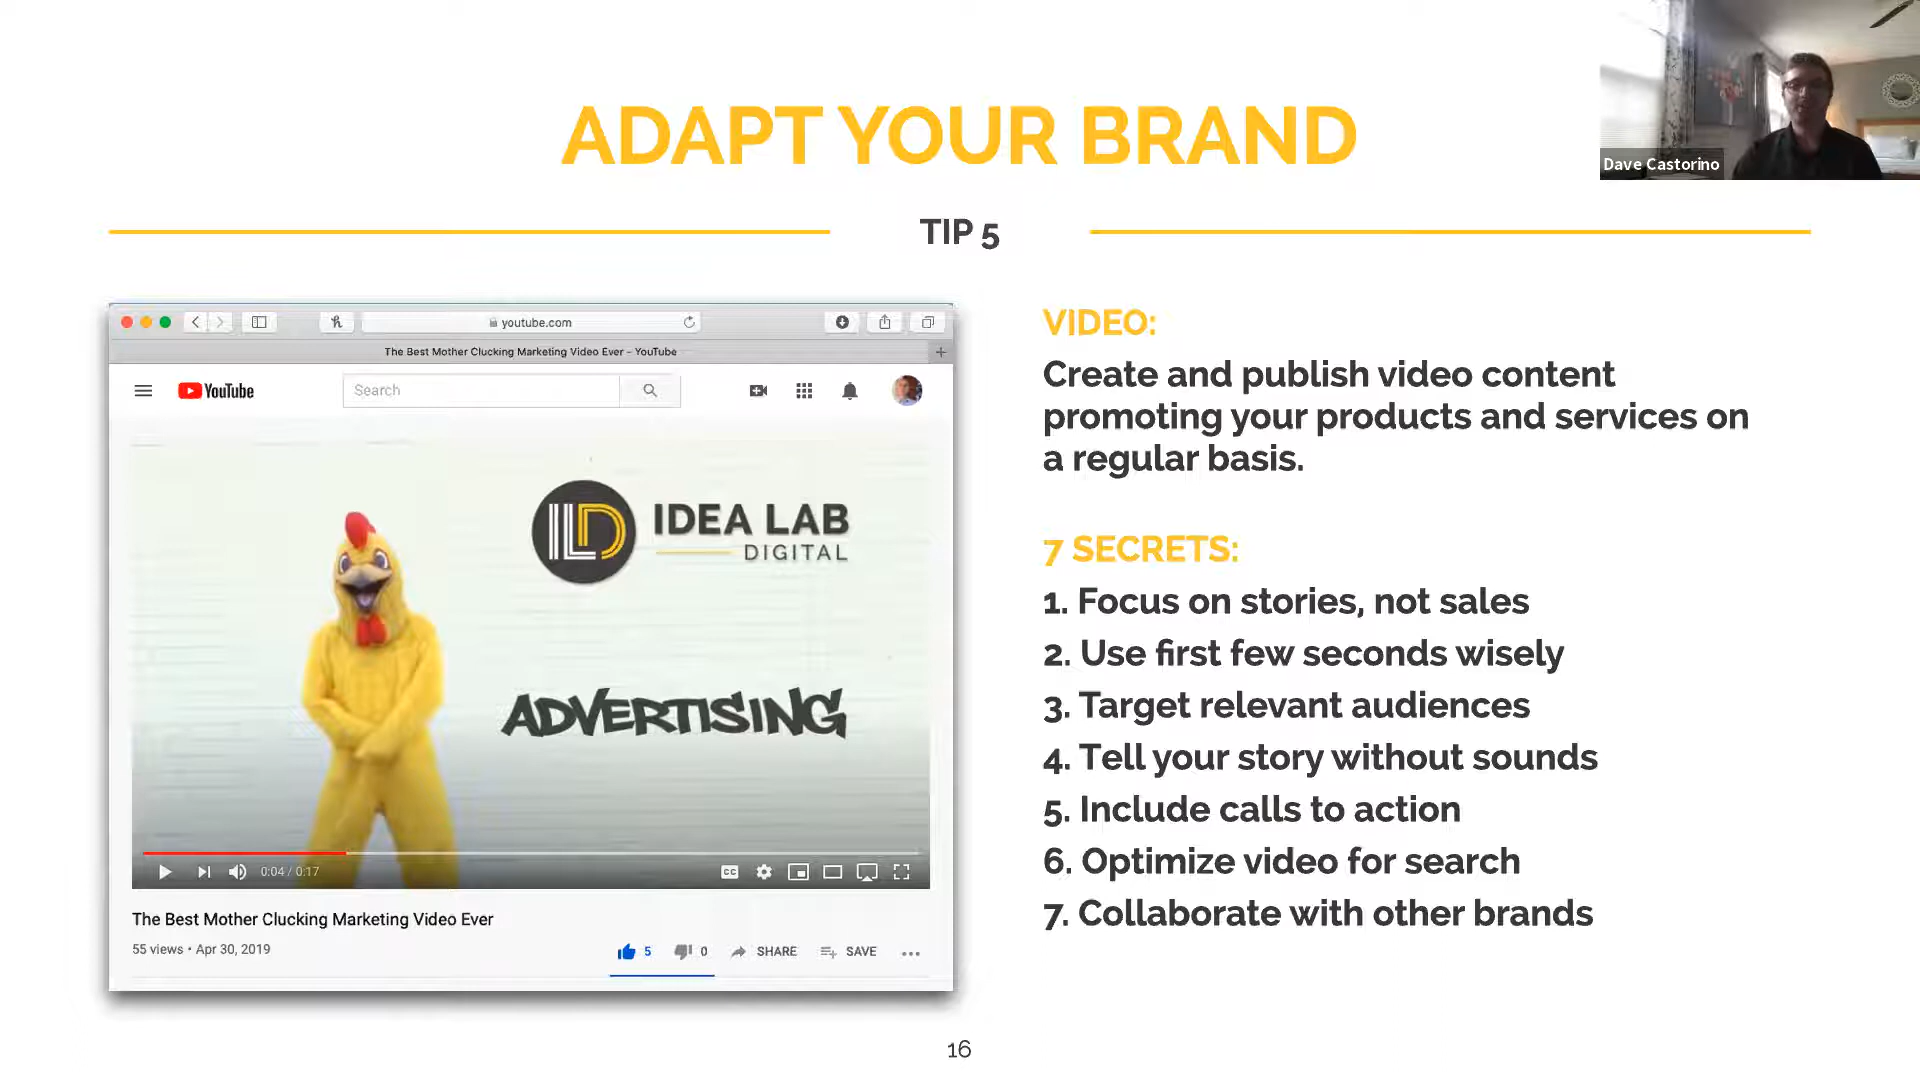 ADAPT YOUR BRAND
Dave Castorino
TIP 5
youtube.com
The Best Mother Clucking Marketing Video Ever - YouTube
YouTube
Search
ILD
IDEA LAB
DIGITAL
ADVERTISING
0:04 / 0:17
CC
The Best Mother Clucking Marketing Video Ever
55 views • Apr 30, 2019
5
0
SHARE
SAVE
VIDEO:
Create and publish video content
promoting your products and services on
a regular basis.
7 SECRETS:
1. Focus on stories, not sales
2. Use first few seconds wisely
3. Target relevant audiences
4. Tell your story without sounds
5. Include calls to action
6. Optimize video for search
7. Collaborate with other brands
16